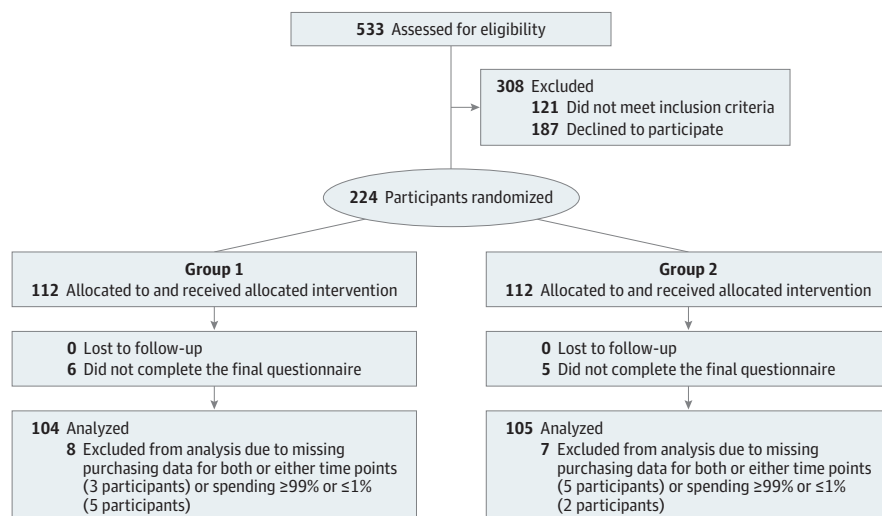 533 Assessed for eligibility
308 Excluded
121 Did not meet inclusion criteria
187 Declined to participate
224 Participants randomized
Group 1
112 Allocated to and received allocated intervention
Group 2
112 Allocated to and received allocated intervention
0 Lost to follow-up
6 Did not complete the final questionnaire
0 Lost to follow-up
5 Did not complete the final questionnaire
104 Analyzed
8 Excluded from analysis due to missing
purchasing data for both or either time points
(3 participants) or spending ≥99% or ≤1%
(5 participants)
105 Analyzed
7 Excluded from analysis due to missing
purchasing data for both or either time points
(5 participants) or spending ≥99% or ≤1%
(2 participants)